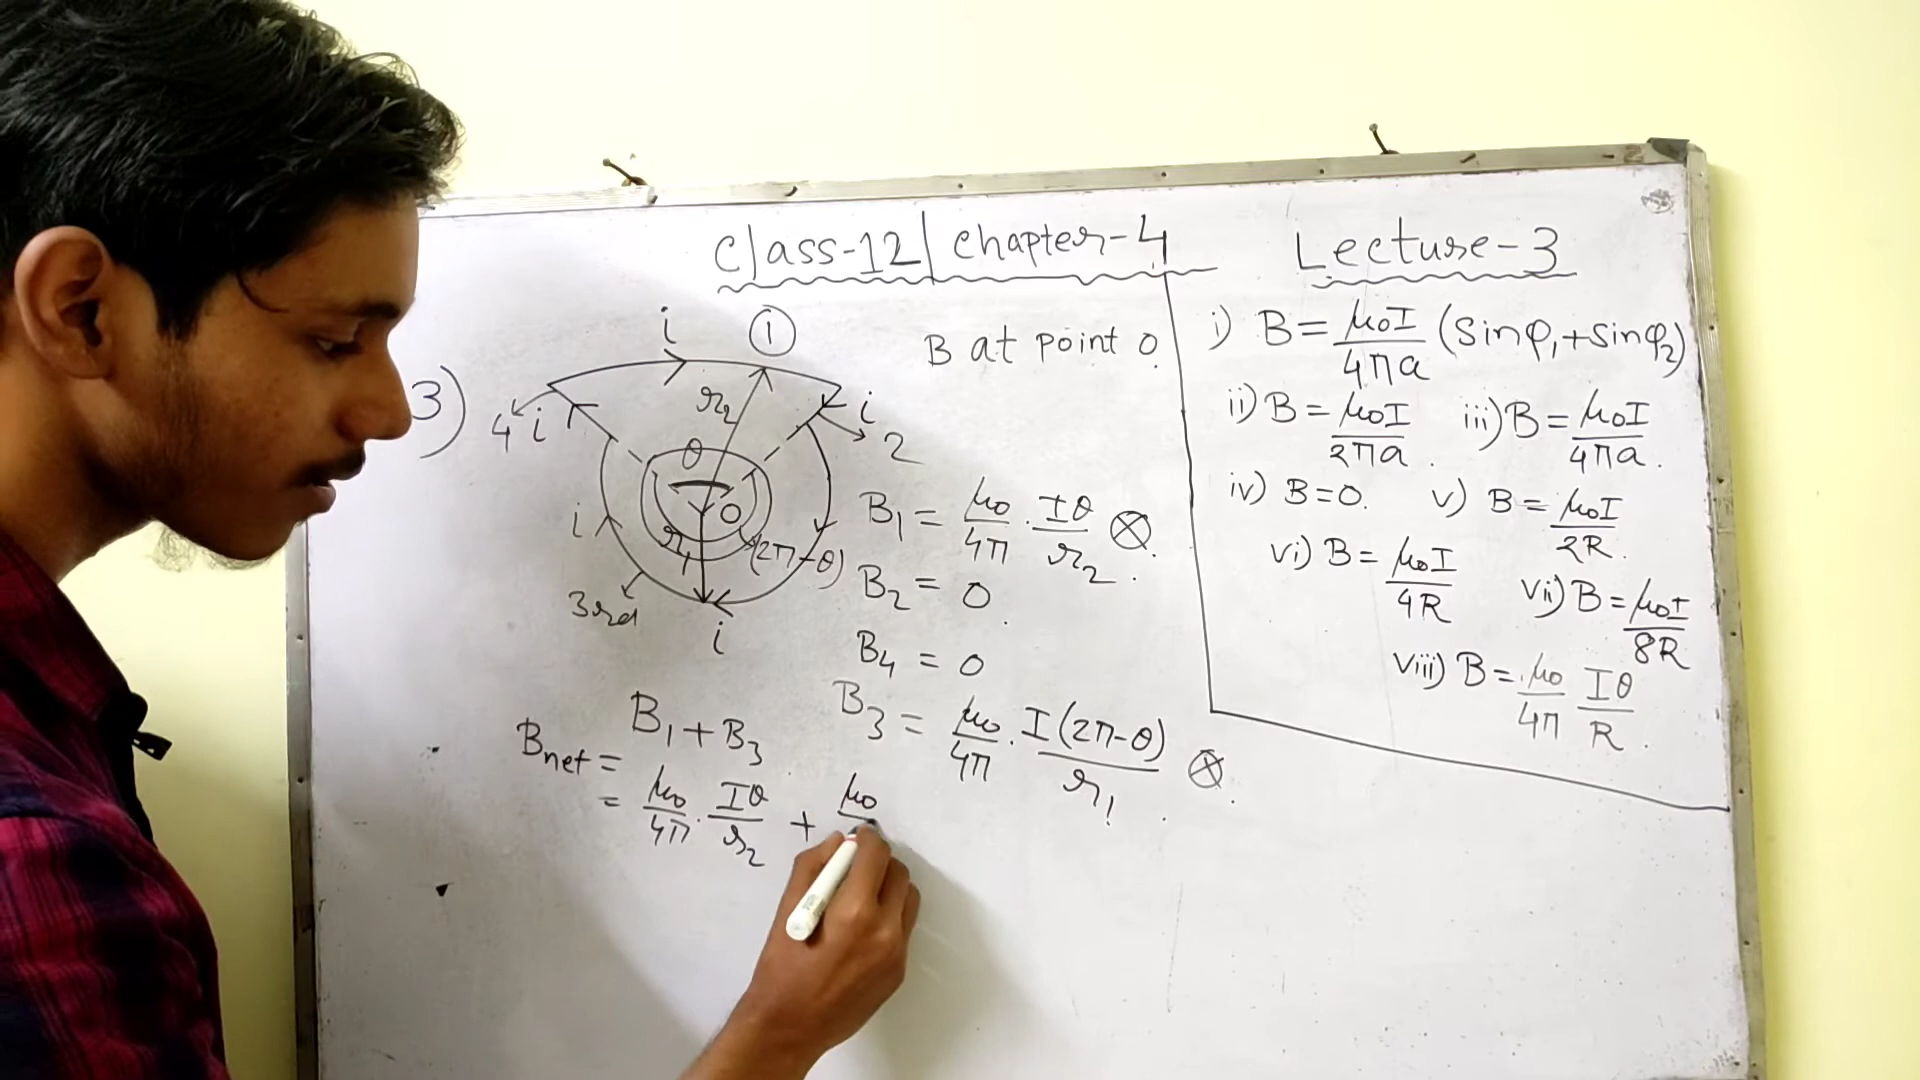 Class-12 | Chapter-4
Lecture-3
3)
i
①
B at point O
r₂
4
i
i
2
θ
O
r₁
(2π-θ)
i
3rd
i
B₁ = μ₀/4π . Iθ/r₂ ⊗.
B₂ = 0.
B₄ = 0
B₃ = μ₀/4π . I(2π-θ)/r₁ ⊗.
Bnet = B₁ + B₃
= μ₀/4π . Iθ/r₂ + μ₀
i) B = μ₀I/4πa (Sinφ₁+Sinφ₂)
ii) B = μ₀I/2πa . iii) B = μ₀I/4πa.
iv) B=0. v) B = μ₀I/2R.
vi) B = μ₀I/4R vii) B = μ₀I/8R
viii) B = μ₀/4π Iθ/R.